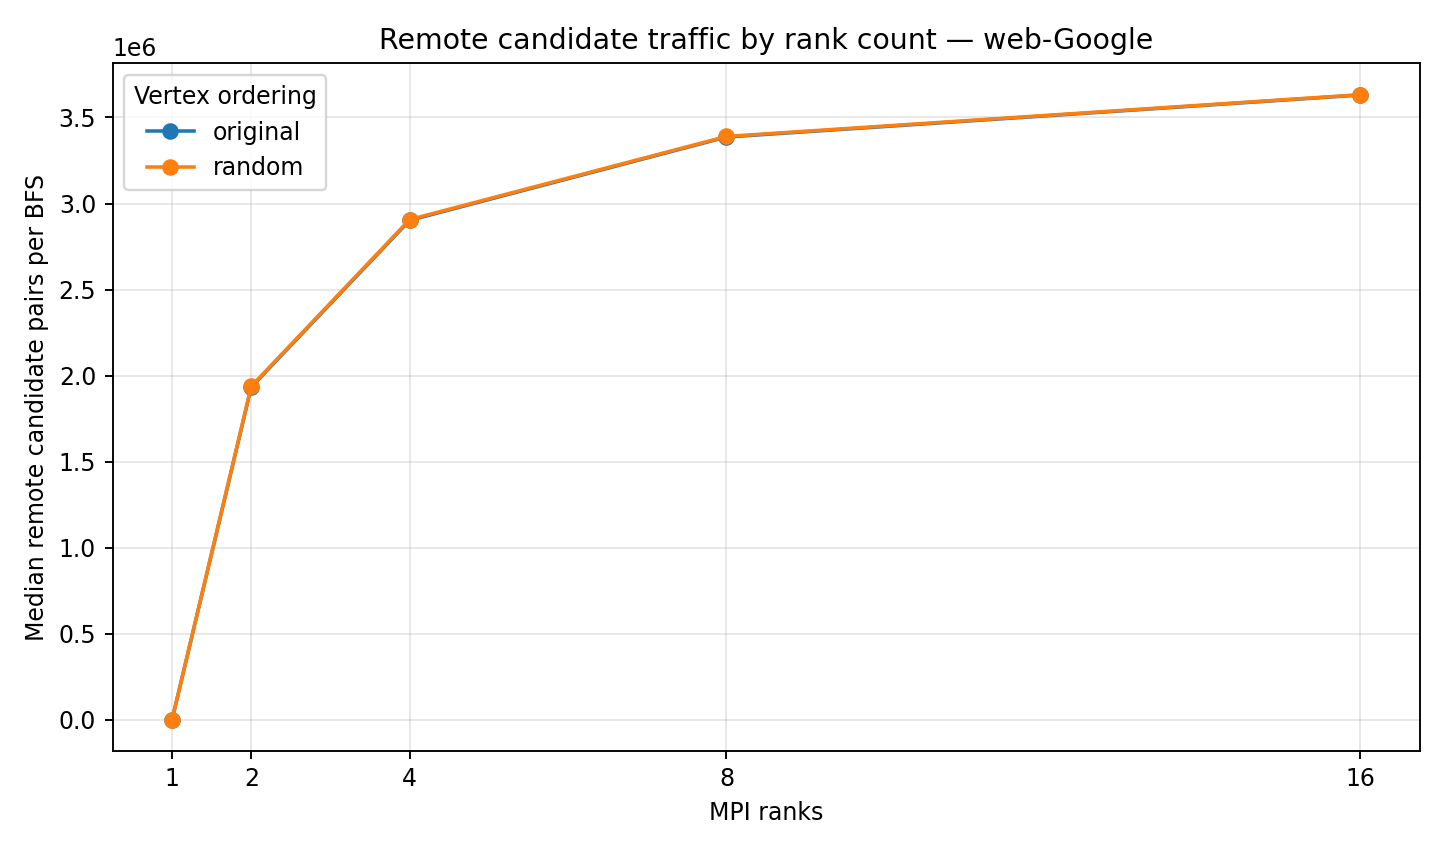 Remote candidate traffic by rank count — web-Google
1e6
Vertex ordering
original
random
3.5
3.0
2.5
2.0
1.5
1.0
0.5
0.0
Median remote candidate pairs per BFS
1 2 4 8 16
MPI ranks